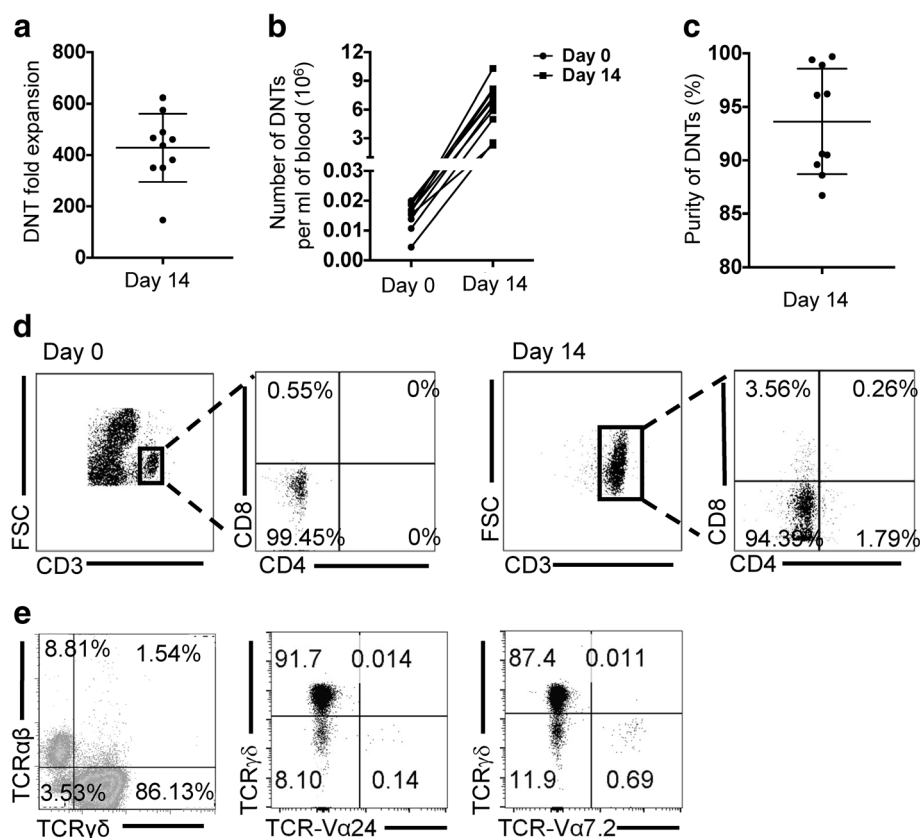 a
800
600
400
200
0
DNT fold expansion
Day 14
b
12
9
6
3
0.03
0.02
0.01
0.00
Number of DNTs
per ml of blood (10⁶)
Day 0
Day 14
Day 0
Day 14
c
100
95
90
85
80
Purity of DNTs (%)
Day 14
d
Day 0
FSC
CD3
0.55% 0%
99.45% 0%
CD8
CD4
Day 14
FSC
CD3
3.56% 0.26%
94.39% 1.79%
CD8
CD4
e
8.81% 1.54%
3.53% 86.13%
TCRαβ
TCRγδ
91.7 0.014
8.10 0.14
TCRγδ
TCR-Vα24
87.4 0.011
11.9 0.69
TCRγδ
TCR-Vα7.2